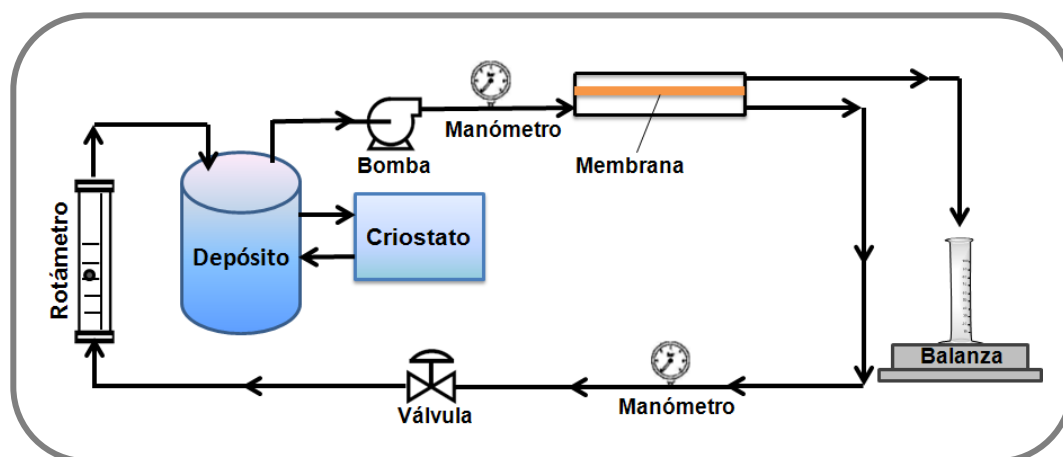 Manómetro
Bomba
Membrana
Rotámetro
Depósito
Criostato
Balanza
Válvula
Manómetro